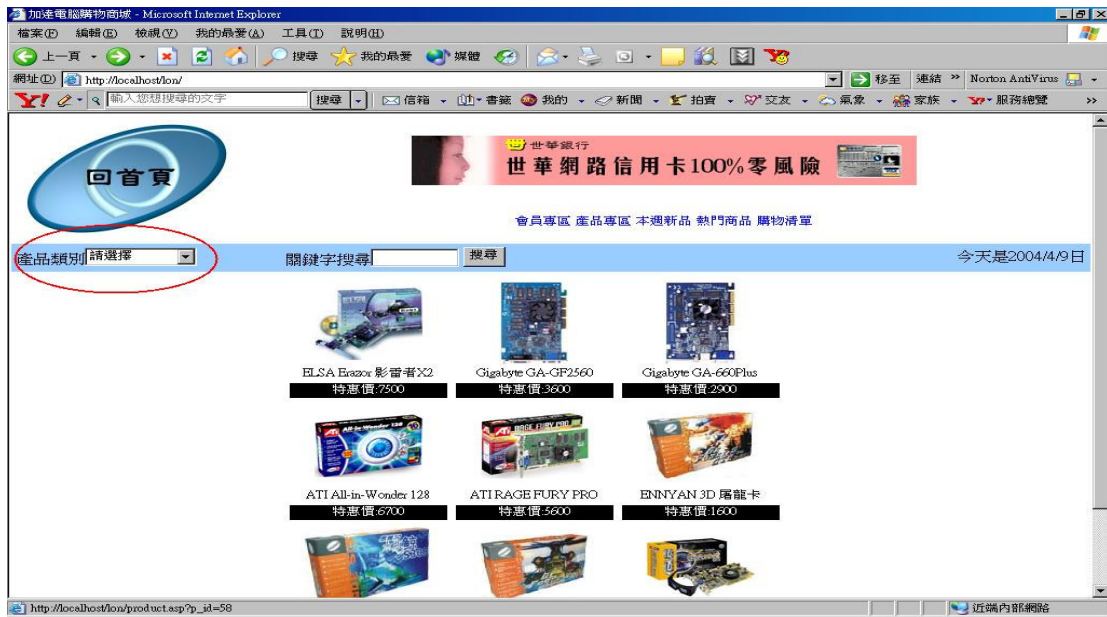 加達電腦購物商城 - Microsoft Internet Explorer
檔案(F) 編輯(E) 檢視(V) 我的最愛(A) 工具(T) 說明(H)
上一頁 搜尋 我的最愛 媒體
網址(D) http://localhost/lon/ 移至 連結 » Norton AntiVirus
Y! 輸入您想搜尋的文字 搜尋 信箱 書籤 我的 新聞 拍賣 交友 氣象 家族 服務總覽 »
世華銀行
回首頁 世華網路信用卡100%零風險
會員專區 產品專區 本週新品 熱門商品 購物清單
產品類別 請選擇 關鍵字搜尋 搜尋 今天是2004/4/9日
ELSA Erazor 影雷者X2 Gigabyte GA-GF2560 Gigabyte GA-660Plus
特惠價:7500 特惠價:3600 特惠價:2900
ATI All-in-Wonder 128 ATI RAGE FURY PRO ENNYAN 3D 屠龍卡
特惠價:6700 特惠價:5600 特惠價:1600
http://localhost/lon/product.asp?p_id=58 近端內部網路